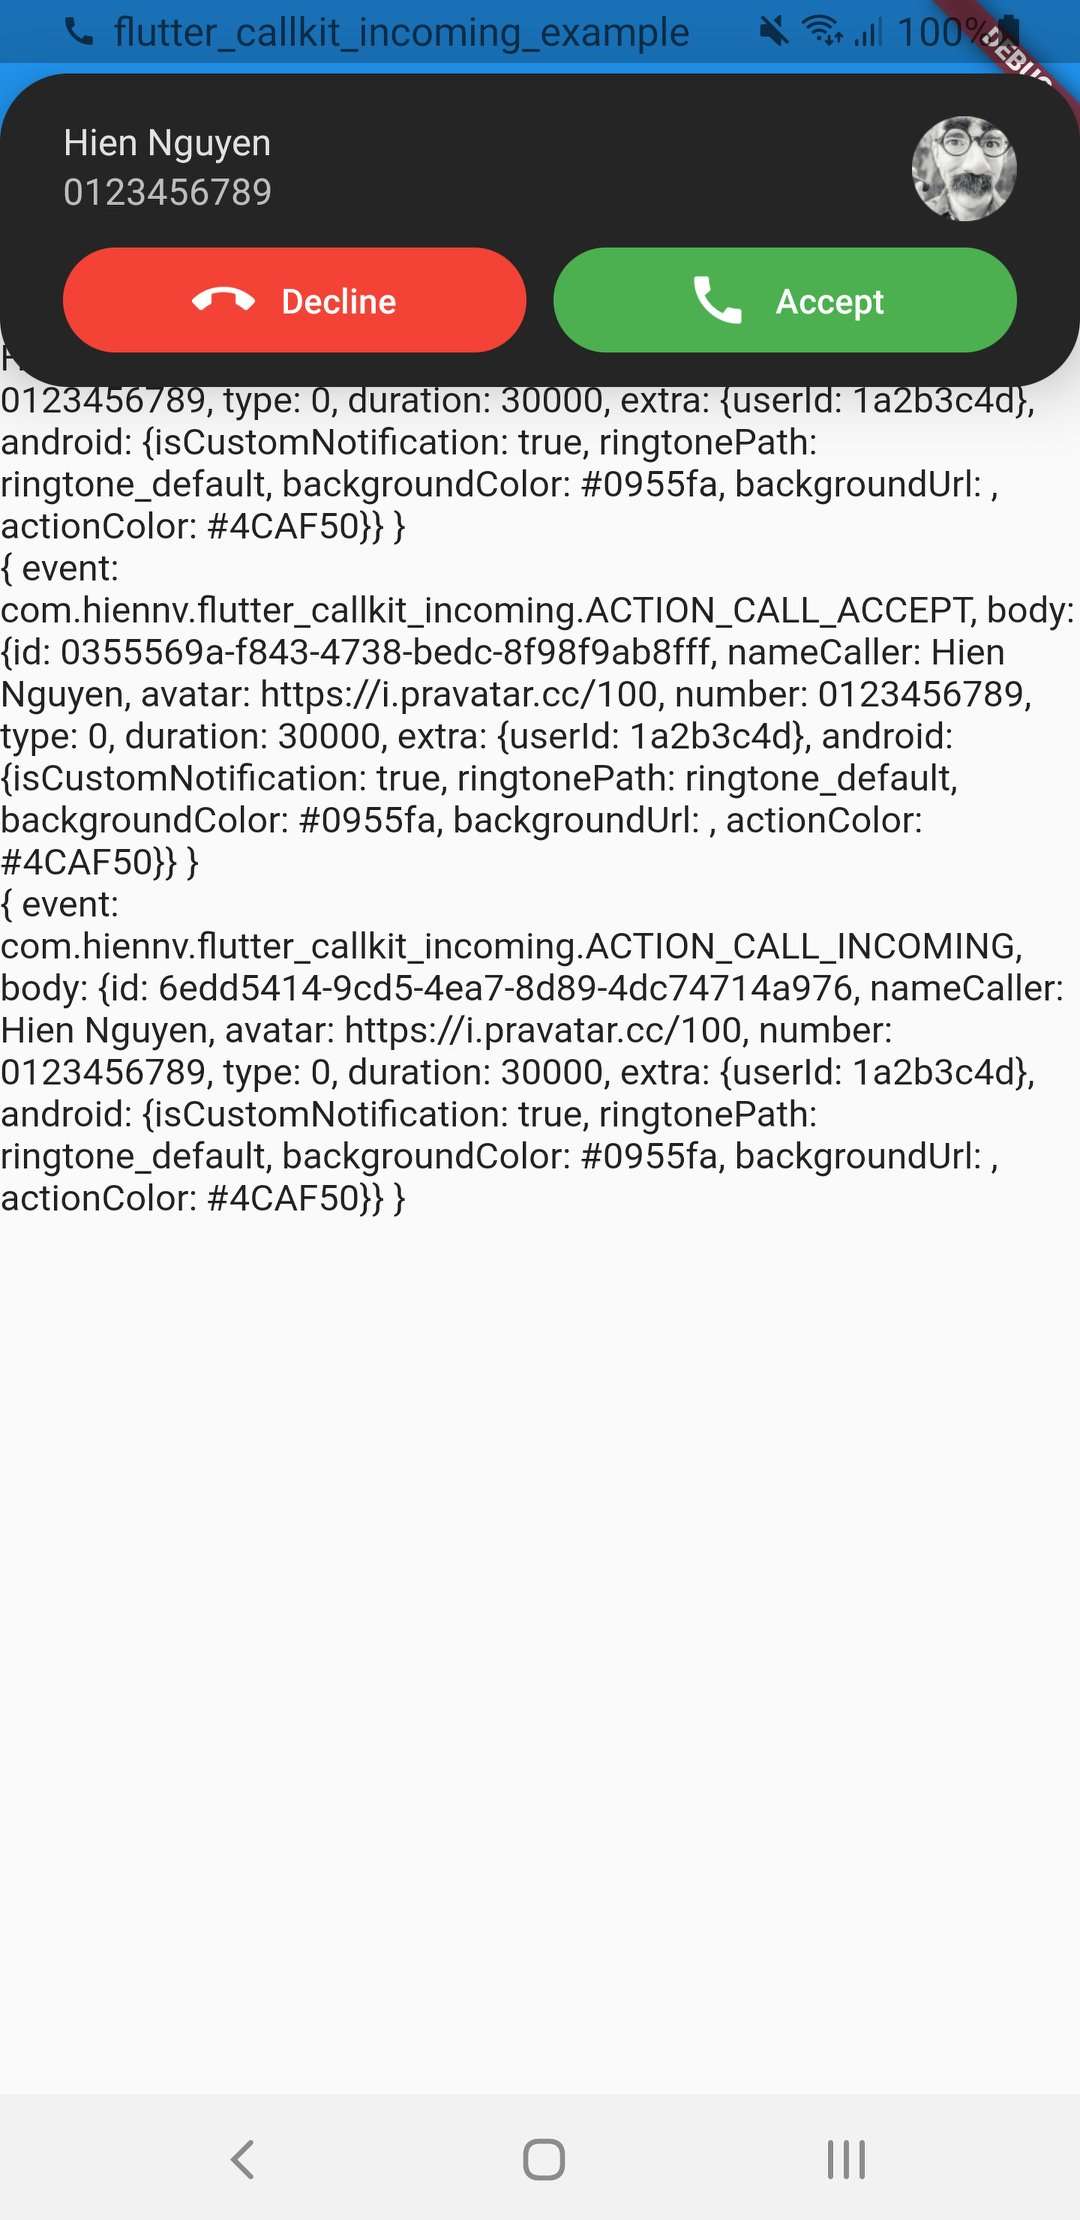 flutter_callkit_incoming_example 100%
DEBUG
Hien Nguyen
0123456789
Decline Accept
0123456789, type: 0, duration: 30000, extra: {userId: 1a2b3c4d},
android: {isCustomNotification: true, ringtonePath:
ringtone_default, backgroundColor: #0955fa, backgroundUrl: ,
actionColor: #4CAF50}} }
{ event:
com.hiennv.flutter_callkit_incoming.ACTION_CALL_ACCEPT, body:
{id: 0355569a-f843-4738-bedc-8f98f9ab8fff, nameCaller: Hien
Nguyen, avatar: https://i.pravatar.cc/100, number: 0123456789,
type: 0, duration: 30000, extra: {userId: 1a2b3c4d}, android:
{isCustomNotification: true, ringtonePath: ringtone_default,
backgroundColor: #0955fa, backgroundUrl: , actionColor:
#4CAF50}} }
{ event:
com.hiennv.flutter_callkit_incoming.ACTION_CALL_INCOMING,
body: {id: 6edd5414-9cd5-4ea7-8d89-4dc74714a976, nameCaller:
Hien Nguyen, avatar: https://i.pravatar.cc/100, number:
0123456789, type: 0, duration: 30000, extra: {userId: 1a2b3c4d},
android: {isCustomNotification: true, ringtonePath:
ringtone_default, backgroundColor: #0955fa, backgroundUrl: ,
actionColor: #4CAF50}} }